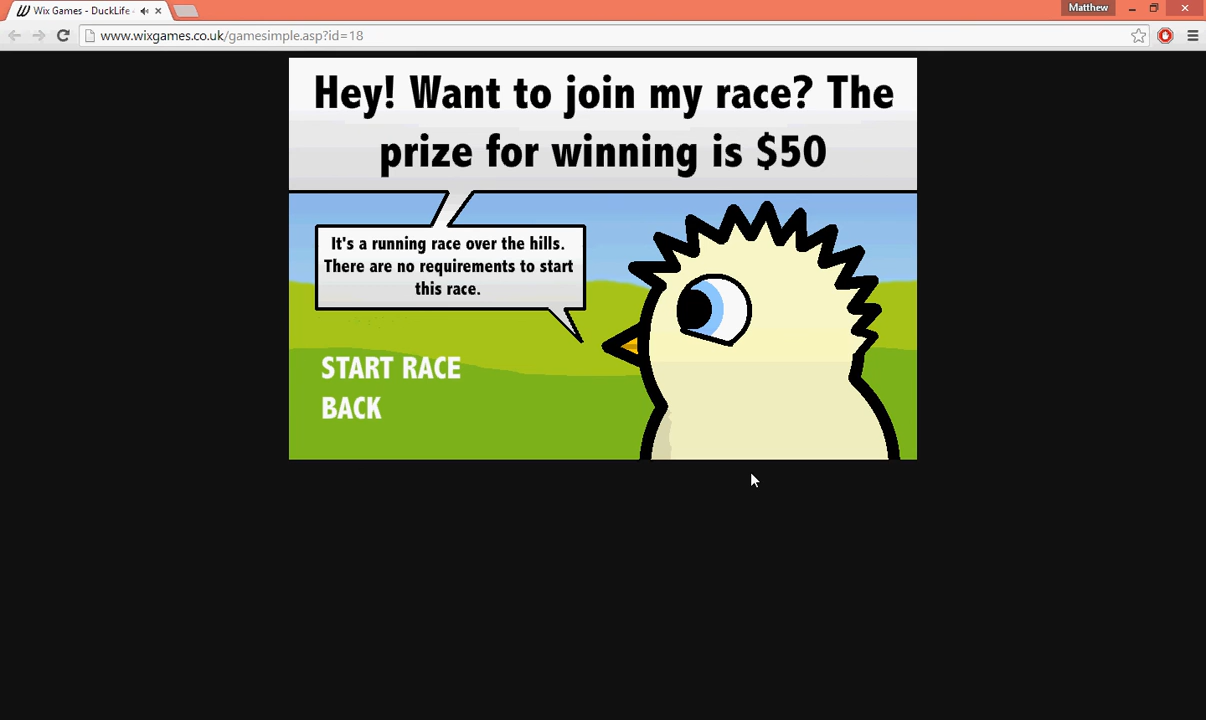 Wix Games - DuckLife -
Matthew
www.wixgames.co.uk/gamesimple.asp?id=18
Hey! Want to join my race? The
prize for winning is $50
It's a running race over the hills.
There are no requirements to start
this race.
START RACE
BACK